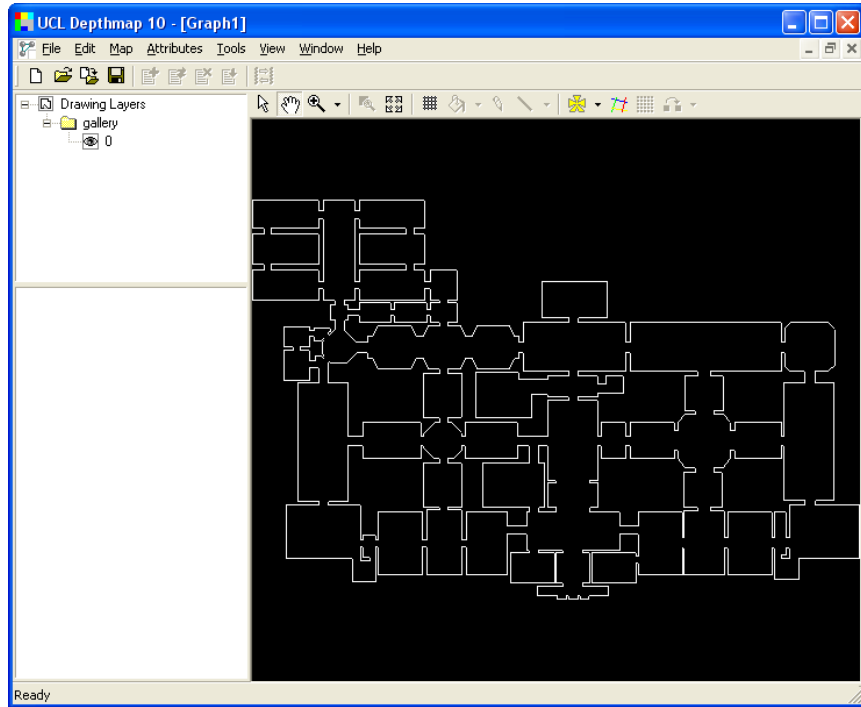 UCL Depthmap 10 - [Graph1]
File Edit Map Attributes Tools View Window Help
Drawing Layers
gallery
0
Ready